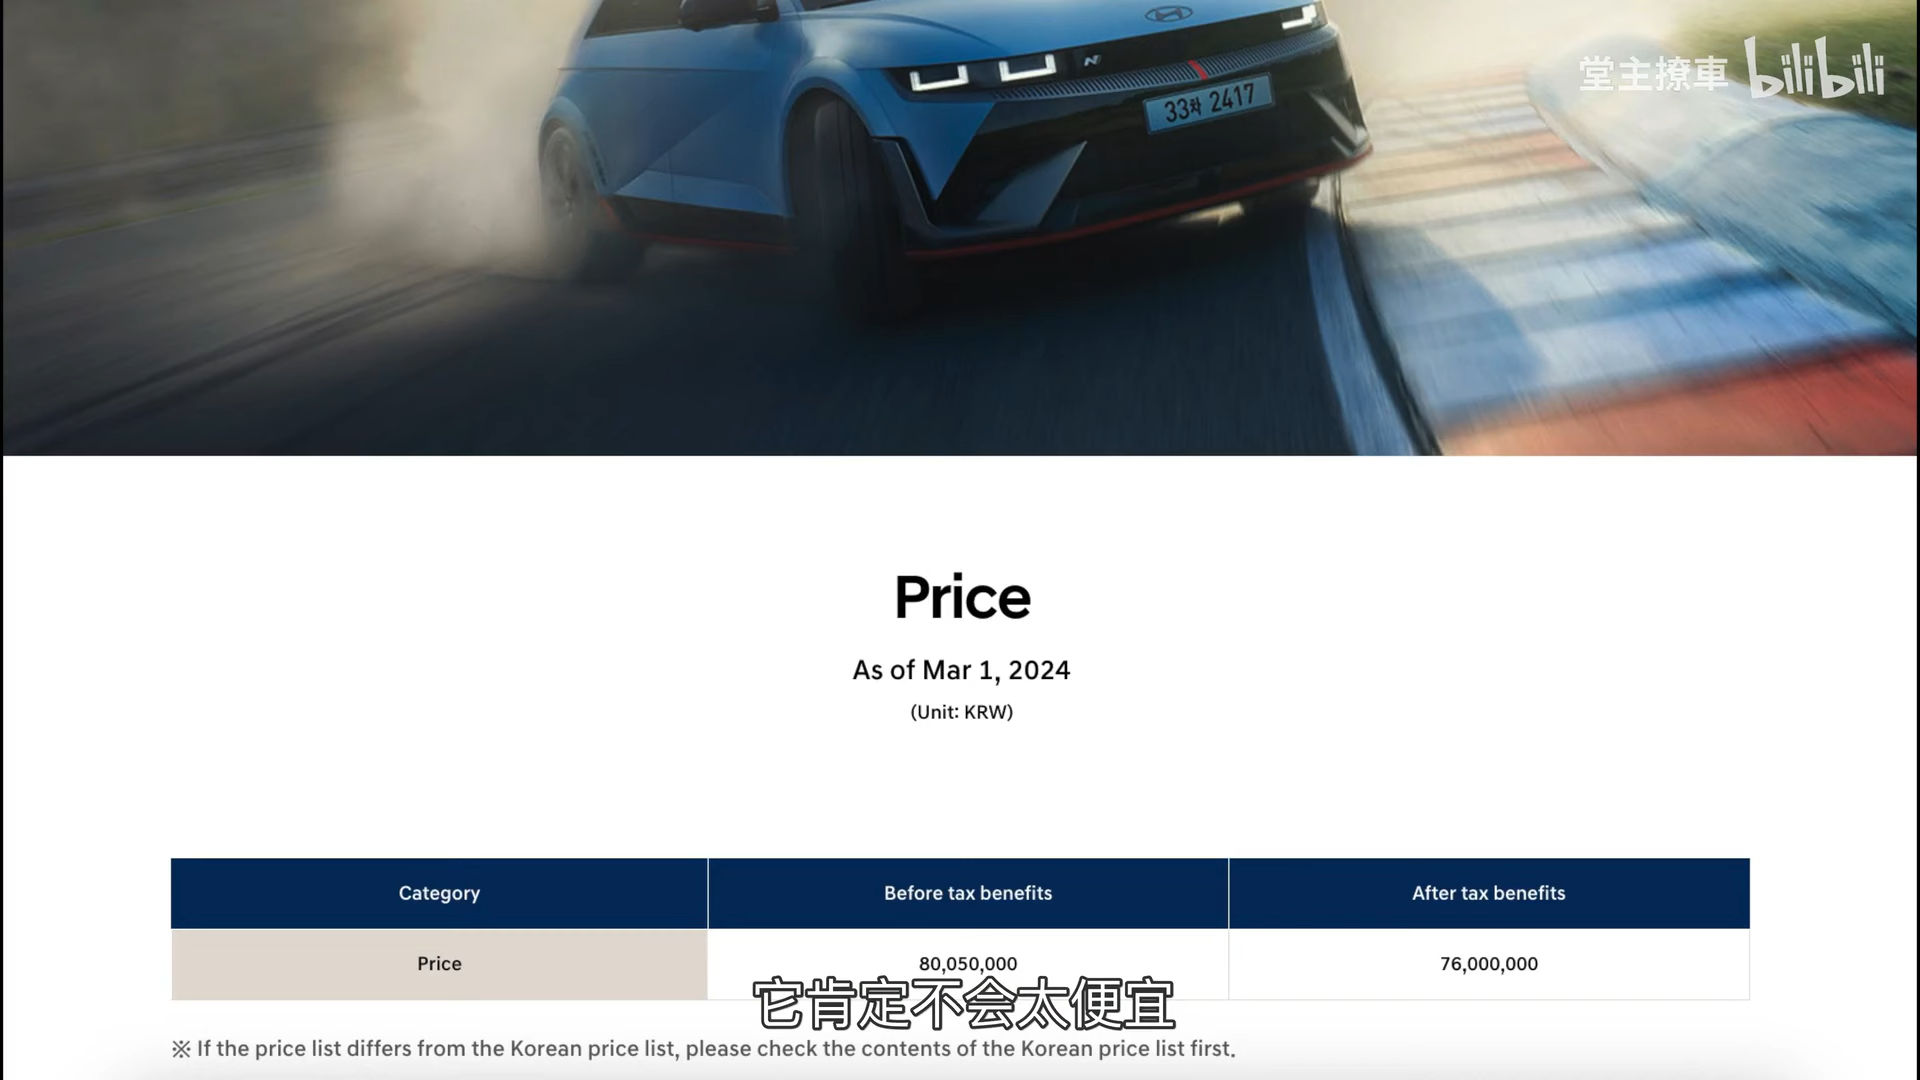 堂主撩車 bilibili
N
33차 2417
Price
As of Mar 1, 2024
(Unit: KRW)
Category Before tax benefits After tax benefits
Price 80,050,000 76,000,000
它肯定不会太便宜
※ If the price list differs from the Korean price list, please check the contents of the Korean price list first.